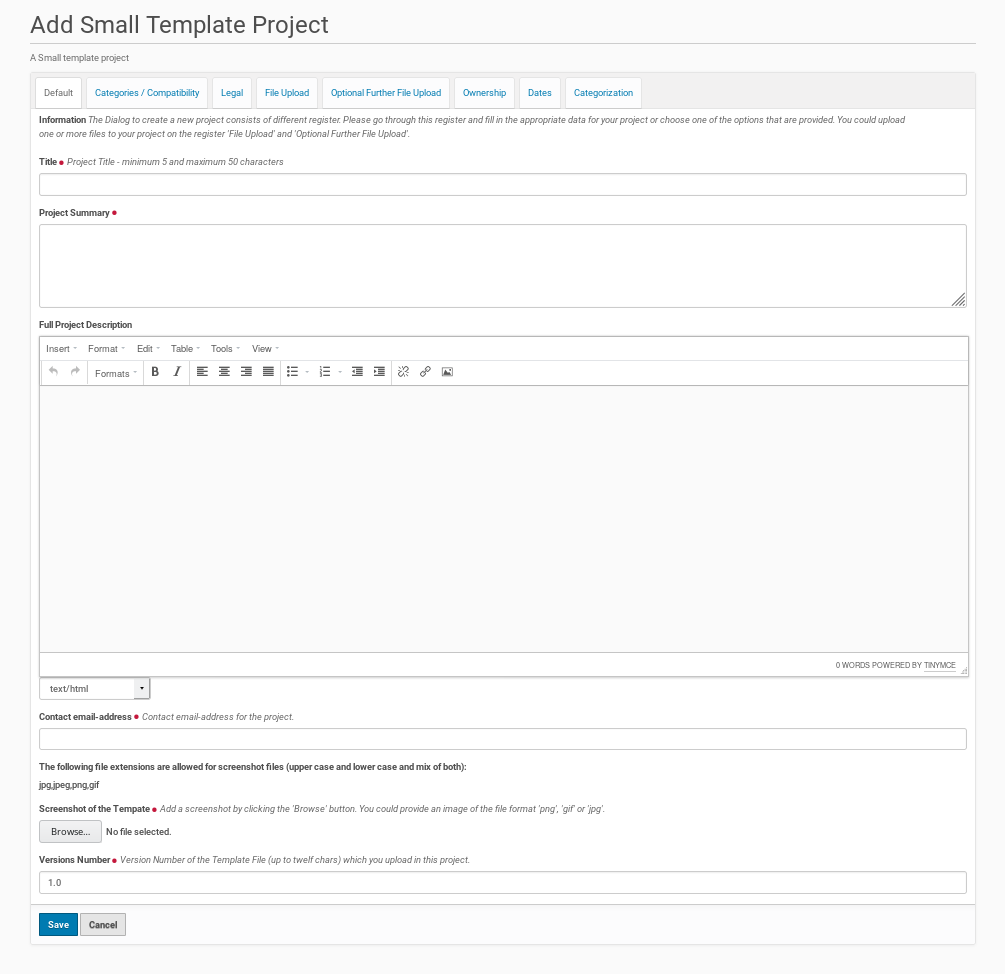 Add Small Template Project
A Small template project
Default Categories / Compatibility Legal File Upload Optional Further File Upload Ownership Dates Categorization
Information The Dialog to create a new project consists of different register. Please go through this register and fill in the appropriate data for your project or choose one of the options that are provided. You could upload
one or more files to your project on the register 'File Upload' and 'Optional Further File Upload'.
Title Project Title - minimum 5 and maximum 50 characters
Project Summary
Full Project Description
Insert Format Edit Table Tools View
Formats B I
0 WORDS POWERED BY TINYMCE
text/html
Contact email-address Contact email-address for the project.
The following file extensions are allowed for screenshot files (upper case and lower case and mix of both):
jpg,jpeg,png,gif
Screenshot of the Tempate Add a screenshot by clicking the 'Browse' button. You could provide an image of the file format 'png', 'gif' or 'jpg'.
Browse... No file selected.
Versions Number Version Number of the Template File (up to twelf chars) which you upload in this project.
1.0
Save Cancel